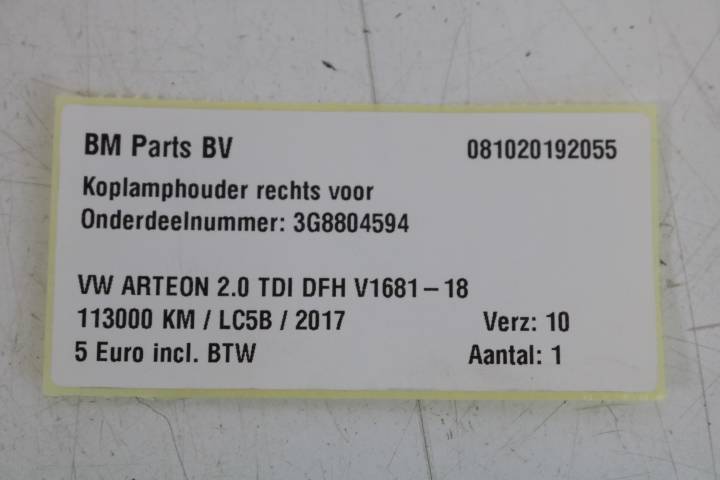 BM Parts BV 081020192055
Koplamphouder rechts voor
Onderdeelnummer: 3G8804594
VW ARTEON 2.0 TDI DFH V1681-18
113000 KM / LC5B / 2017 Verz: 10
5 Euro incl. BTW Aantal: 1